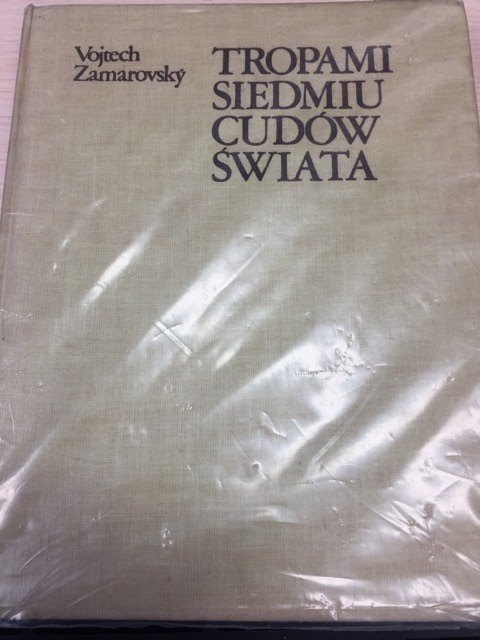 Vojtech
Zamarovský
TROPAMI
SIEDMIU
CUDÓW
ŚWIATA